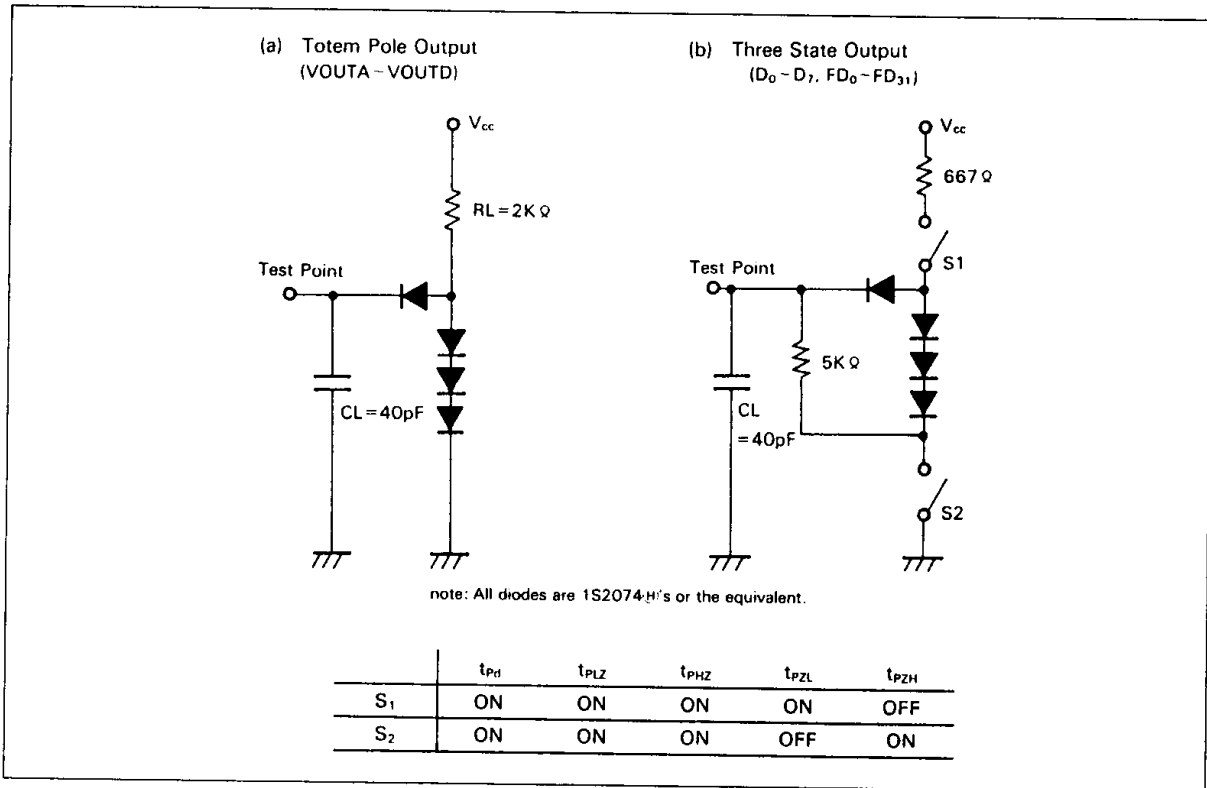 (a) Totem Pole Output
(VOUTA~VOUTD)
Vcc
RL=2KΩ
Test Point
CL=40pF
(b) Three State Output
(D₀~D₇, FD₀~FD₃₁)
Vcc
667Ω
S1
Test Point
5KΩ
CL
=40pF
S2
note: All diodes are 1S2074(H)'s or the equivalent.
tPd tPLZ tPHZ tPZL tPZH
S₁ ON ON ON ON OFF
S₂ ON ON ON OFF ON